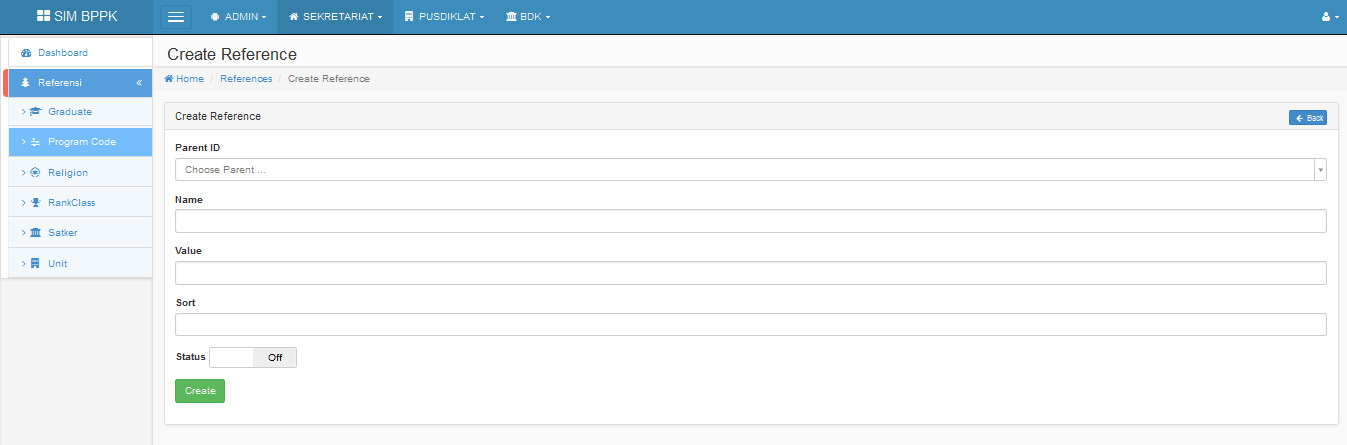 SIM BPPK
ADMIN
SEKRETARIAT
PUSDIKLAT
BDK
Dashboard
Referensi
Graduate
Program Code
Religion
RankClass
Satker
Unit
Create Reference
Home / References / Create Reference
Create Reference
Back
Parent ID
Choose Parent ...
Name
Value
Sort
Status Off
Create